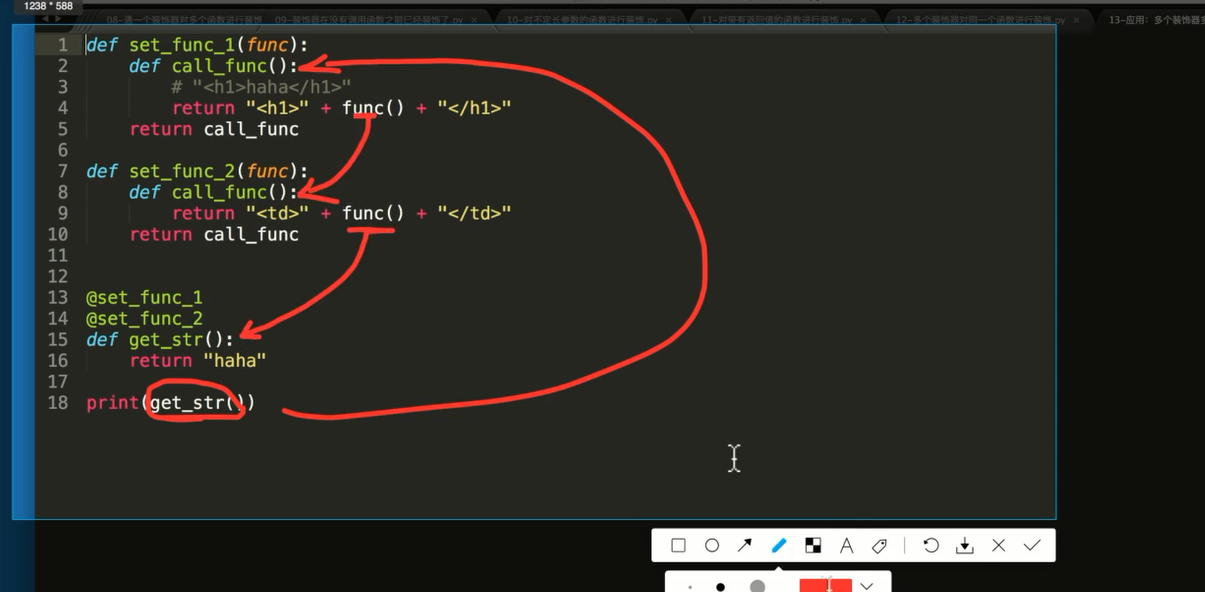 1238 * 588
08-用一个装饰器对多个函数进行装饰 09-装饰器在没有调用函数之前已经装饰了.py 10-对不定长参数的函数进行装饰.py 11-对带有返回值的函数进行装饰.py 12-多个装饰器对同一个函数进行装饰.py 13-应用：多个装饰器
1 def set_func_1(func):
2 def call_func():
3 # "<h1>haha</h1>"
4 return "<h1>" + func() + "</h1>"
5 return call_func
6
7 def set_func_2(func):
8 def call_func():
9 return "<td>" + func() + "</td>"
10 return call_func
11
12
13 @set_func_1
14 @set_func_2
15 def get_str():
16 return "haha"
17
18 print(get_str())
A